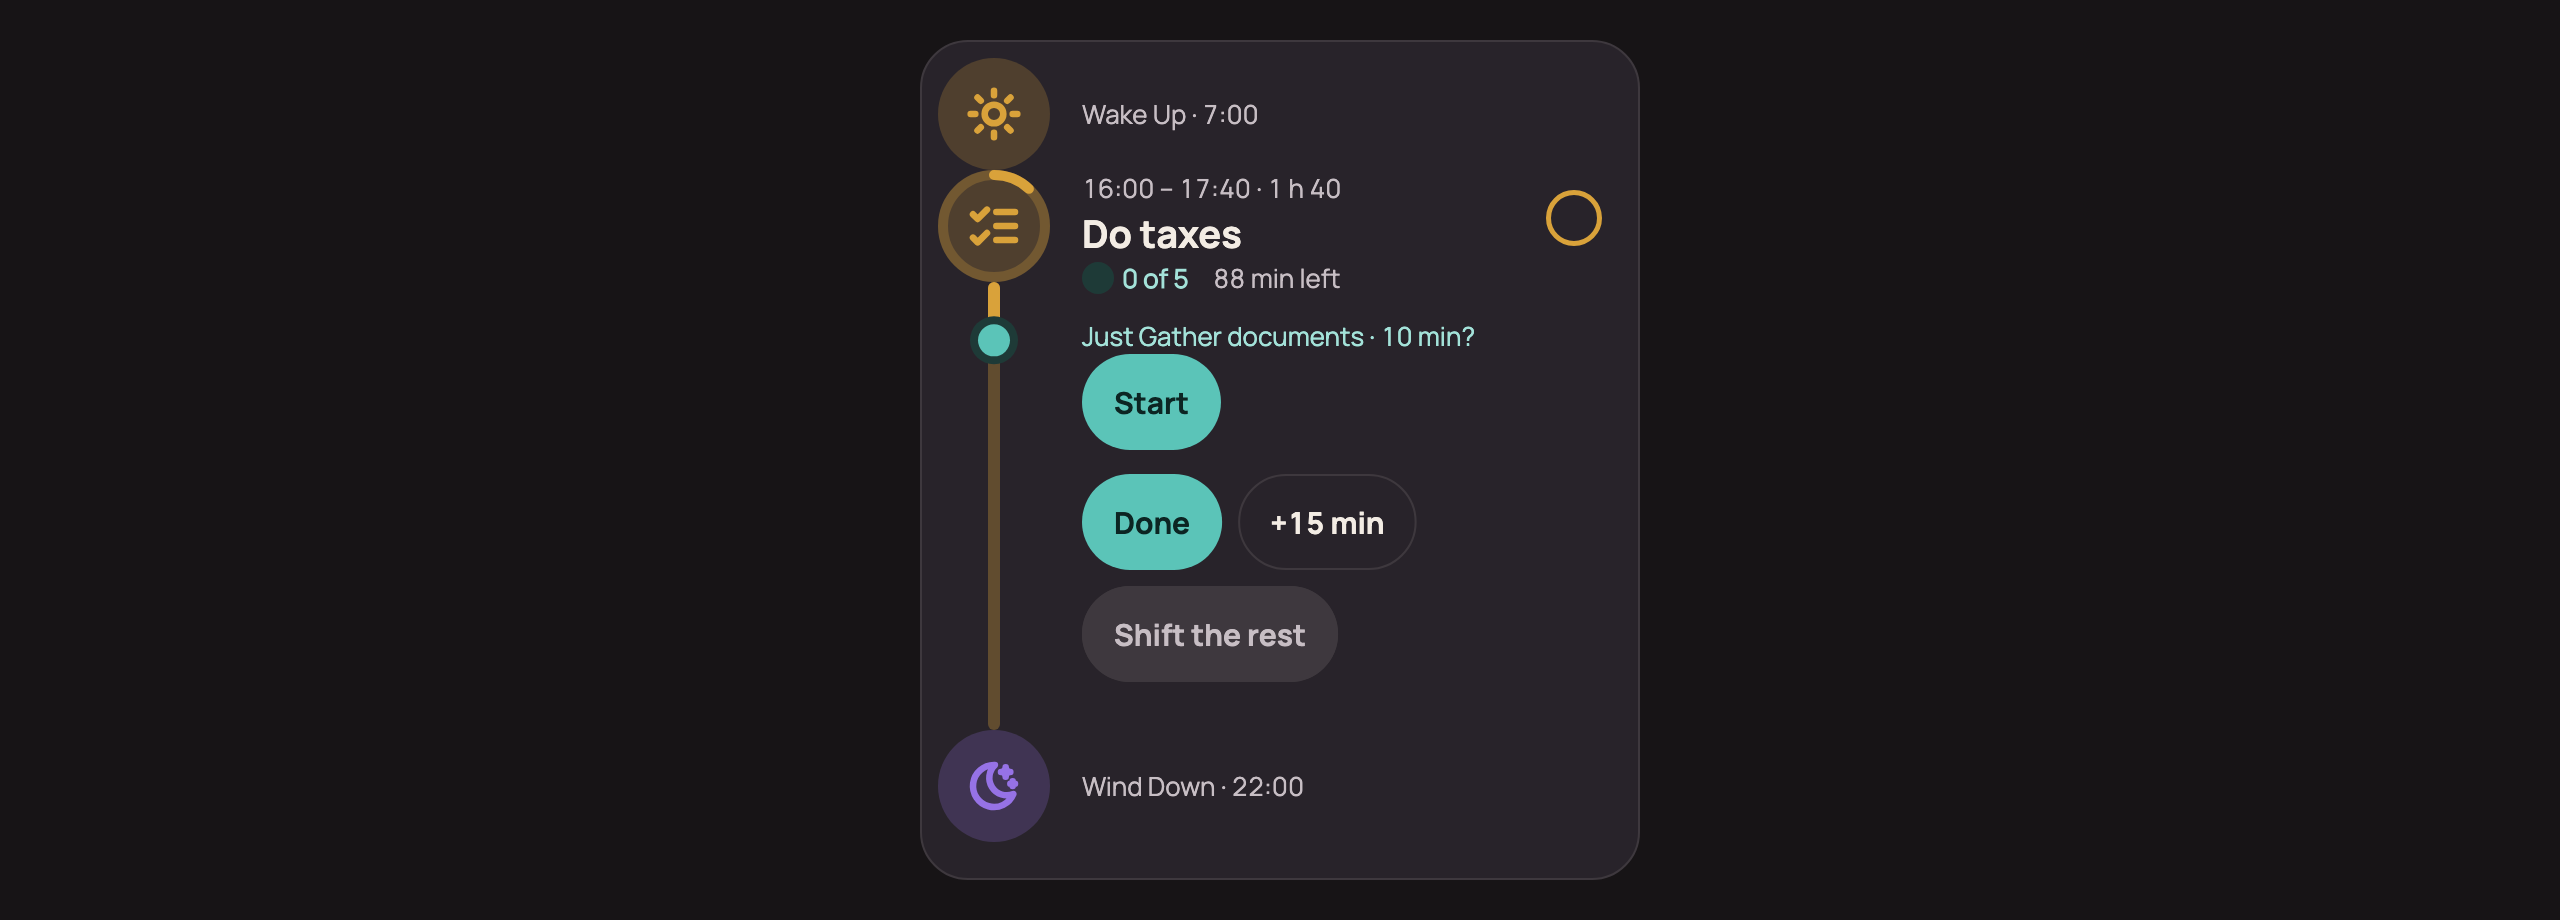 Wake Up · 7:00
16:00 – 17:40 · 1 h 40
Do taxes
0 of 5 88 min left
Just Gather documents · 10 min?
Start
Done +15 min
Shift the rest
Wind Down · 22:00